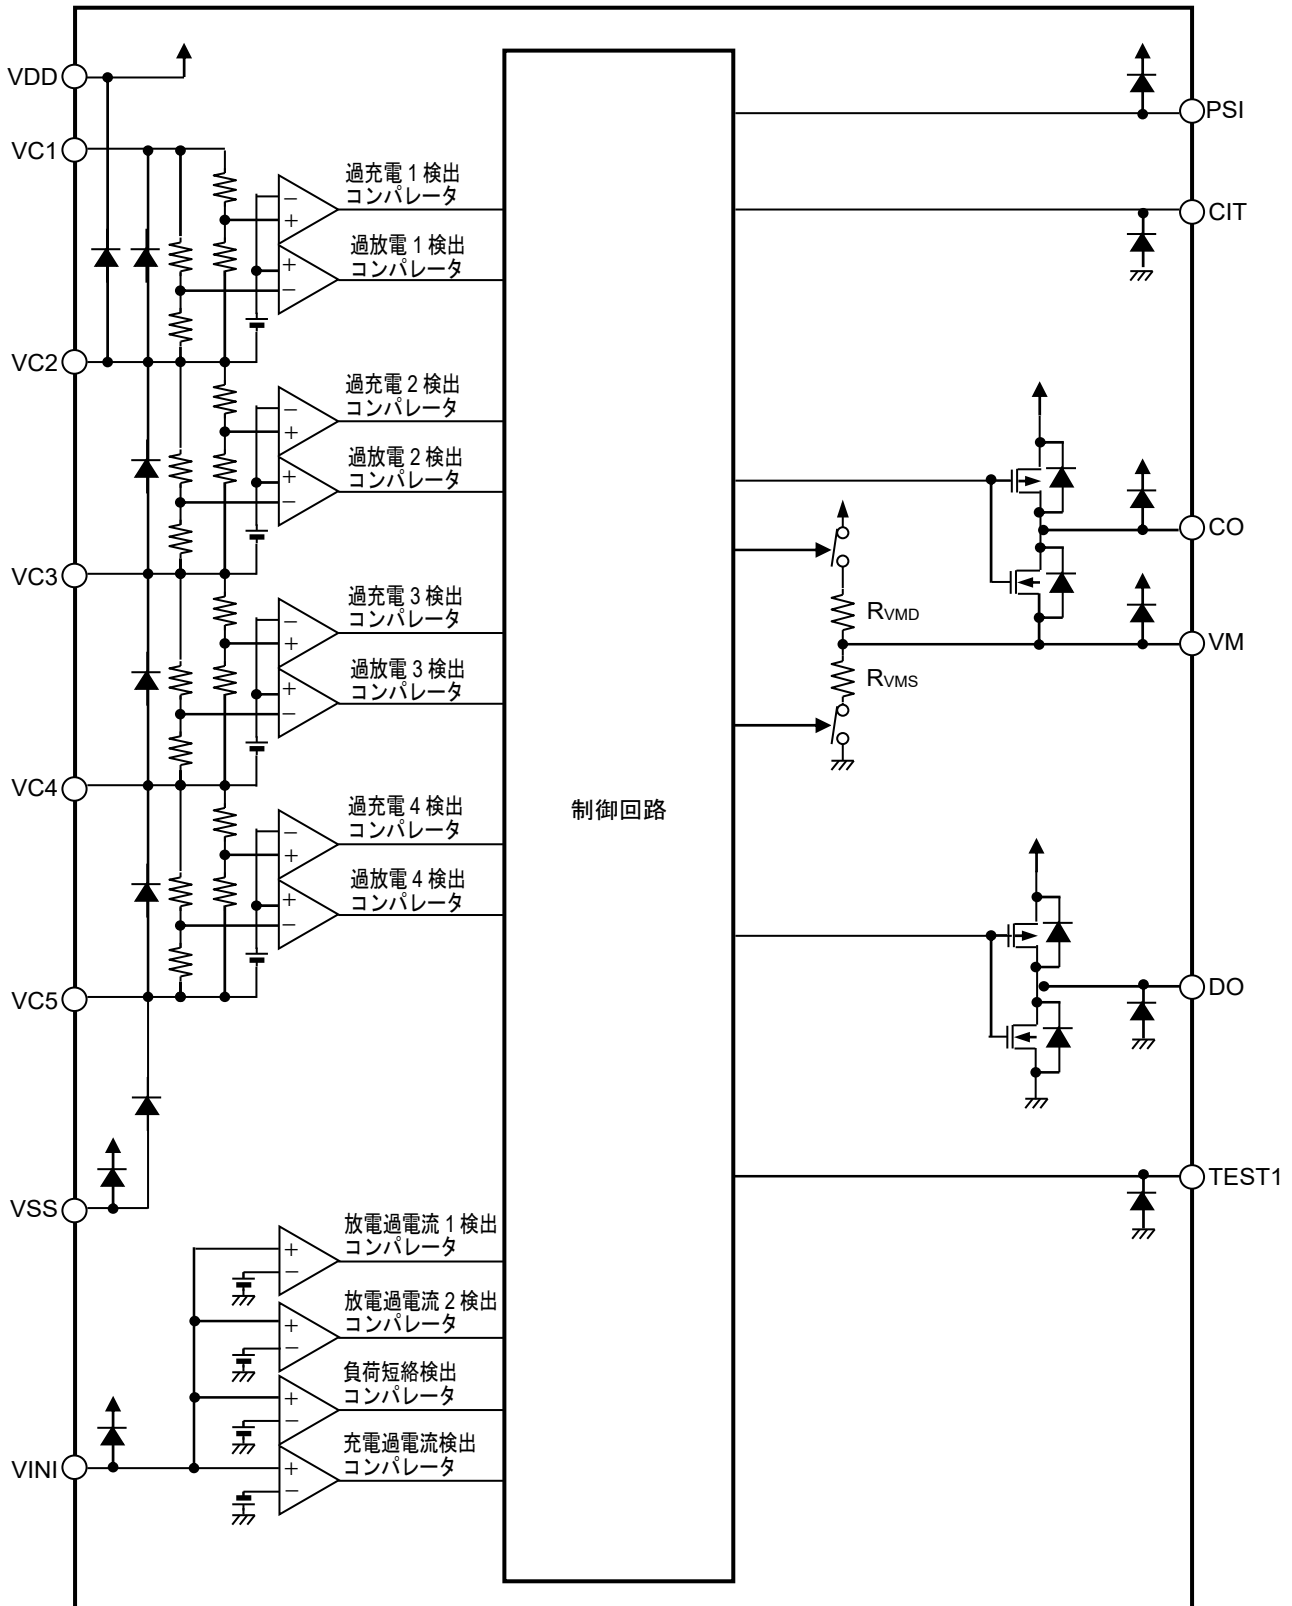 VDD
VC1
過充電 1 検出
コンパレータ
過放電 1 検出
コンパレータ
VC2
過充電 2 検出
コンパレータ
過放電 2 検出
コンパレータ
VC3
過充電 3 検出
コンパレータ
過放電 3 検出
コンパレータ
VC4
過充電 4 検出
コンパレータ
過放電 4 検出
コンパレータ
VC5
VSS
放電過電流 1 検出
コンパレータ
放電過電流 2 検出
コンパレータ
負荷短絡検出
コンパレータ
充電過電流検出
コンパレータ
VINI
制御回路
PSI
CIT
CO
RVMD
VM
RVMS
DO
TEST1